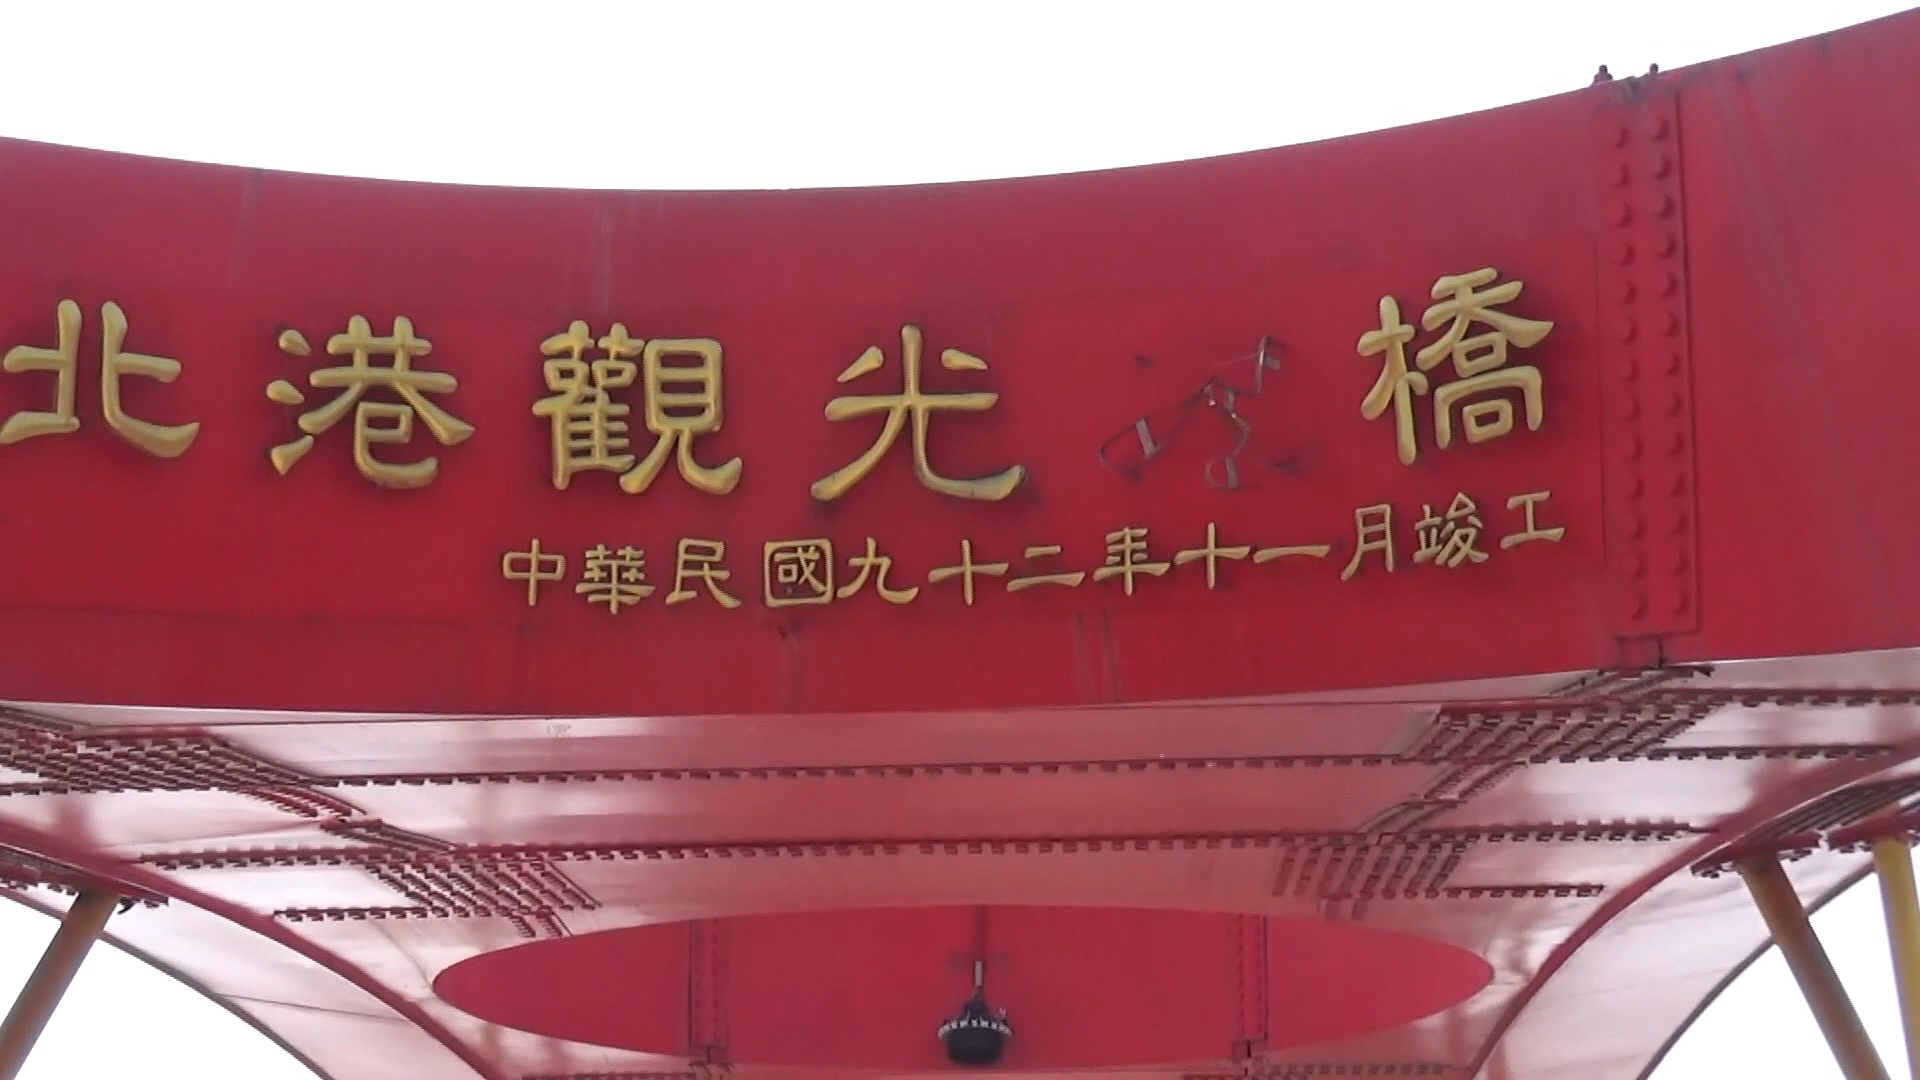 北港觀光橋
中華民國九十二年十一月竣工